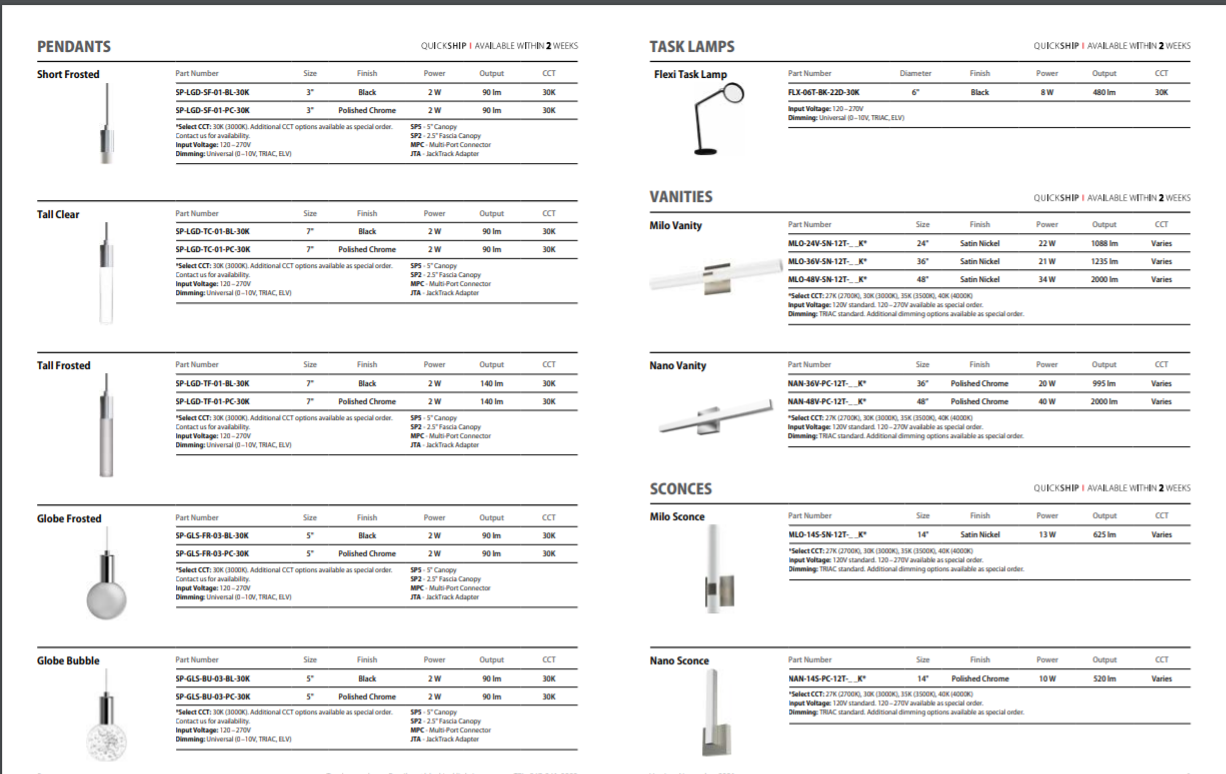 PENDANTS
QUICKSHIP | AVAILABLE WITHIN 2 WEEKS
Short Frosted
Part Number Size Finish Power Output CCT
SP-LGD-SF-01-BL-30K 3" Black 2 W 90 lm 30K
SP-LGD-SF-01-PC-30K 3" Polished Chrome 2 W 90 lm 30K
*Select CCT: 30K (3000K). Additional CCT options available as special order. SP5 - 5" Canopy
Contact us for availability. SP2 - 2.5" Fascia Canopy
Input Voltage: 120–270V MPC - Multi-Port Connector
Dimming: Universal (0–10V, TRIAC, ELV) JTA - JackTrack Adapter
Tall Clear
Part Number Size Finish Power Output CCT
SP-LGD-TC-01-BL-30K 7" Black 2 W 90 lm 30K
SP-LGD-TC-01-PC-30K 7" Polished Chrome 2 W 90 lm 30K
*Select CCT: 30K (3000K). Additional CCT options available as special order. SP5 - 5" Canopy
Contact us for availability. SP2 - 2.5" Fascia Canopy
Input Voltage: 120–270V MPC - Multi-Port Connector
Dimming: Universal (0–10V, TRIAC, ELV) JTA - JackTrack Adapter
Tall Frosted
Part Number Size Finish Power Output CCT
SP-LGD-TF-01-BL-30K 7" Black 2 W 140 lm 30K
SP-LGD-TF-01-PC-30K 7" Polished Chrome 2 W 140 lm 30K
*Select CCT: 30K (3000K). Additional CCT options available as special order. SP5 - 5" Canopy
Contact us for availability. SP2 - 2.5" Fascia Canopy
Input Voltage: 120–270V MPC - Multi-Port Connector
Dimming: Universal (0–10V, TRIAC, ELV) JTA - JackTrack Adapter
Globe Frosted
Part Number Size Finish Power Output CCT
SP-GLS-FR-03-BL-30K 5" Black 2 W 90 lm 30K
SP-GLS-FR-03-PC-30K 5" Polished Chrome 2 W 90 lm 30K
*Select CCT: 30K (3000K). Additional CCT options available as special order. SP5 - 5" Canopy
Contact us for availability. SP2 - 2.5" Fascia Canopy
Input Voltage: 120–270V MPC - Multi-Port Connector
Dimming: Universal (0–10V, TRIAC, ELV) JTA - JackTrack Adapter
Globe Bubble
Part Number Size Finish Power Output CCT
SP-GLS-BU-03-BL-30K 5" Black 2 W 90 lm 30K
SP-GLS-BU-03-PC-30K 5" Polished Chrome 2 W 90 lm 30K
*Select CCT: 30K (3000K). Additional CCT options available as special order. SP5 - 5" Canopy
Contact us for availability. SP2 - 2.5" Fascia Canopy
Input Voltage: 120–270V MPC - Multi-Port Connector
Dimming: Universal (0–10V, TRIAC, ELV) JTA - JackTrack Adapter
TASK LAMPS
QUICKSHIP | AVAILABLE WITHIN 2 WEEKS
Flexi Task Lamp
Part Number Diameter Finish Power Output CCT
FLX-06T-BK-22D-30K 6" Black 8 W 480 lm 30K
Input Voltage: 120–270V
Dimming: Universal (0–10V, TRIAC, ELV)
VANITIES
QUICKSHIP | AVAILABLE WITHIN 2 WEEKS
Milo Vanity
Part Number Size Finish Power Output CCT
MLO-24V-SN-12T-_ _K* 24" Satin Nickel 22 W 1088 lm Varies
MLO-36V-SN-12T-_ _K* 36" Satin Nickel 21 W 1235 lm Varies
MLO-48V-SN-12T-_ _K* 48" Satin Nickel 34 W 2000 lm Varies
*Select CCT: 27K (2700K), 30K (3000K), 35K (3500K), 40K (4000K)
Input Voltage: 120V standard. 120–270V available as special order.
Dimming: TRIAC standard. Additional dimming options available as special order.
Nano Vanity
Part Number Size Finish Power Output CCT
NAN-36V-PC-12T-_ _K* 36" Polished Chrome 20 W 995 lm Varies
NAN-48V-PC-12T-_ _K* 48" Polished Chrome 40 W 2000 lm Varies
*Select CCT: 27K (2700K), 30K (3000K), 35K (3500K), 40K (4000K)
Input Voltage: 120V standard. 120–270V available as special order.
Dimming: TRIAC standard. Additional dimming options available as special order.
SCONCES
QUICKSHIP | AVAILABLE WITHIN 2 WEEKS
Milo Sconce
Part Number Size Finish Power Output CCT
MLO-14S-SN-12T-_ _K* 14" Satin Nickel 13 W 625 lm Varies
*Select CCT: 27K (2700K), 30K (3000K), 35K (3500K), 40K (4000K)
Input Voltage: 120V standard. 120–270V available as special order.
Dimming: TRIAC standard. Additional dimming options available as special order.
Nano Sconce
Part Number Size Finish Power Output CCT
NAN-14S-PC-12T-_ _K* 14" Polished Chrome 10 W 520 lm Varies
*Select CCT: 27K (2700K), 30K (3000K), 35K (3500K), 40K (4000K)
Input Voltage: 120V standard. 120–270V available as special order.
Dimming: TRIAC standard. Additional dimming options available as special order.